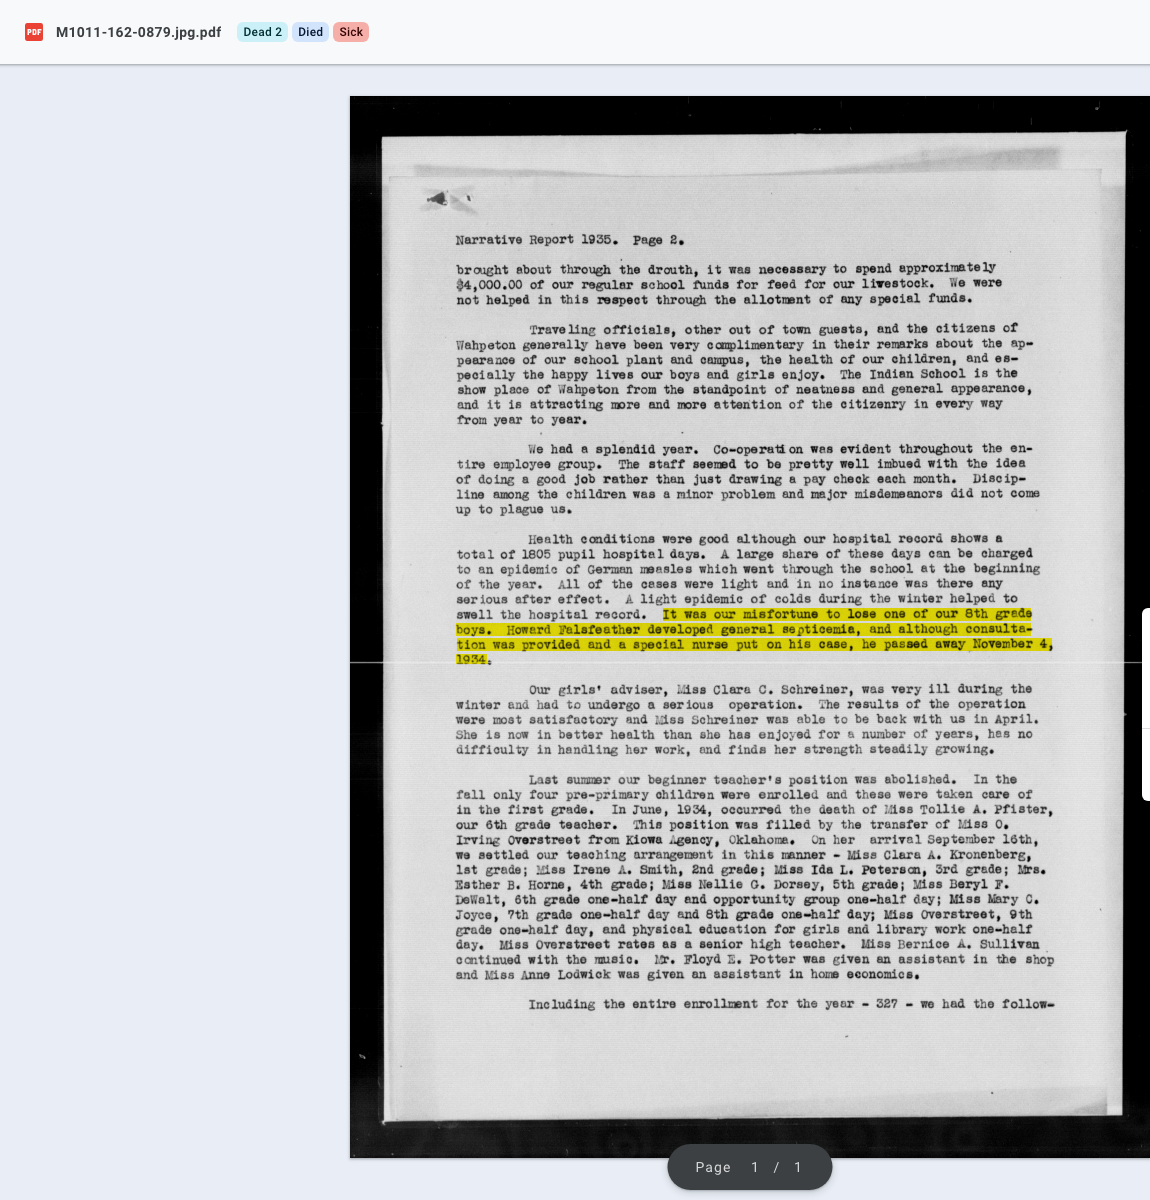 PDF M1011-162-0879.jpg.pdf Dead 2 Died Sick
Narrative Report 1935. Page 2.
brought about through the drouth, it was necessary to spend approximately
$4,000.00 of our regular school funds for feed for our livestock. We were
not helped in this respect through the allotment of any special funds.
Traveling officials, other out of town guests, and the citizens of
Wahpeton generally have been very complimentary in their remarks about the ap-
pearance of our school plant and campus, the health of our children, and es-
pecially the happy lives our boys and girls enjoy. The Indian School is the
show place of Wahpeton from the standpoint of neatness and general appearance,
and it is attracting more and more attention of the citizenry in every way
from year to year.
We had a splendid year. Co-operation was evident throughout the en-
tire employee group. The staff seemed to be pretty well imbued with the idea
of doing a good job rather than just drawing a pay check each month. Discip-
line among the children was a minor problem and major misdemeanors did not come
up to plague us.
Health conditions were good although our hospital record shows a
total of 1805 pupil hospital days. A large share of these days can be charged
to an epidemic of German measles which went through the school at the beginning
of the year. All of the cases were light and in no instance was there any
serious after effect. A light epidemic of colds during the winter helped to
swell the hospital record. It was our misfortune to lose one of our 8th grade
boys. Howard Falsfeather developed general septicemia, and although consulta-
tion was provided and a special nurse put on his case, he passed away November 4,
1934.
Our girls' adviser, Miss Clara C. Schreiner, was very ill during the
winter and had to undergo a serious operation. The results of the operation
were most satisfactory and Miss Schreiner was able to be back with us in April.
She is now in better health than she has enjoyed for a number of years, has no
difficulty in handling her work, and finds her strength steadily growing.
Last summer our beginner teacher's position was abolished. In the
fall only four pre-primary children were enrolled and these were taken care of
in the first grade. In June, 1934, occurred the death of Miss Tollie A. Pfister,
our 6th grade teacher. This position was filled by the transfer of Miss O.
Irving Overstreet from Kiowa Agency, Oklahoma. On her arrival September 16th,
we settled our teaching arrangement in this manner - Miss Clara A. Kronenberg,
1st grade; Miss Irene A. Smith, 2nd grade; Miss Ida L. Peterson, 3rd grade; Mrs.
Esther B. Horne, 4th grade; Miss Nellie G. Dorsey, 5th grade; Miss Beryl F.
DeWalt, 6th grade one-half day and opportunity group one-half day; Miss Mary C.
Joyce, 7th grade one-half day and 8th grade one-half day; Miss Overstreet, 9th
grade one-half day, and physical education for girls and library work one-half
day. Miss Overstreet rates as a senior high teacher. Miss Bernice A. Sullivan
continued with the music. Mr. Floyd E. Potter was given an assistant in the shop
and Miss Anne Lodwick was given an assistant in home economics.
Including the entire enrollment for the year - 327 - we had the follow-
Page 1 / 1